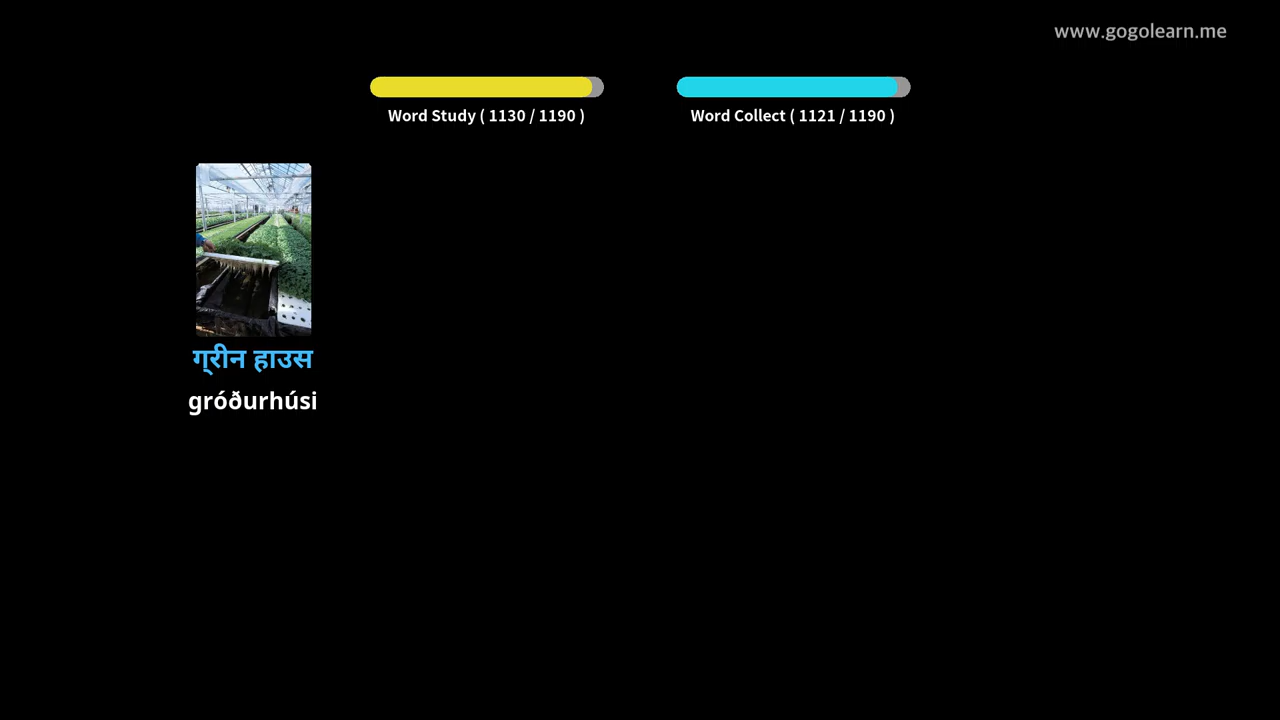 www.gogolearn.me
Word Study ( 1130 / 1190 )
Word Collect ( 1121 / 1190 )
ग्रीन हाउस
gróðurhúsi